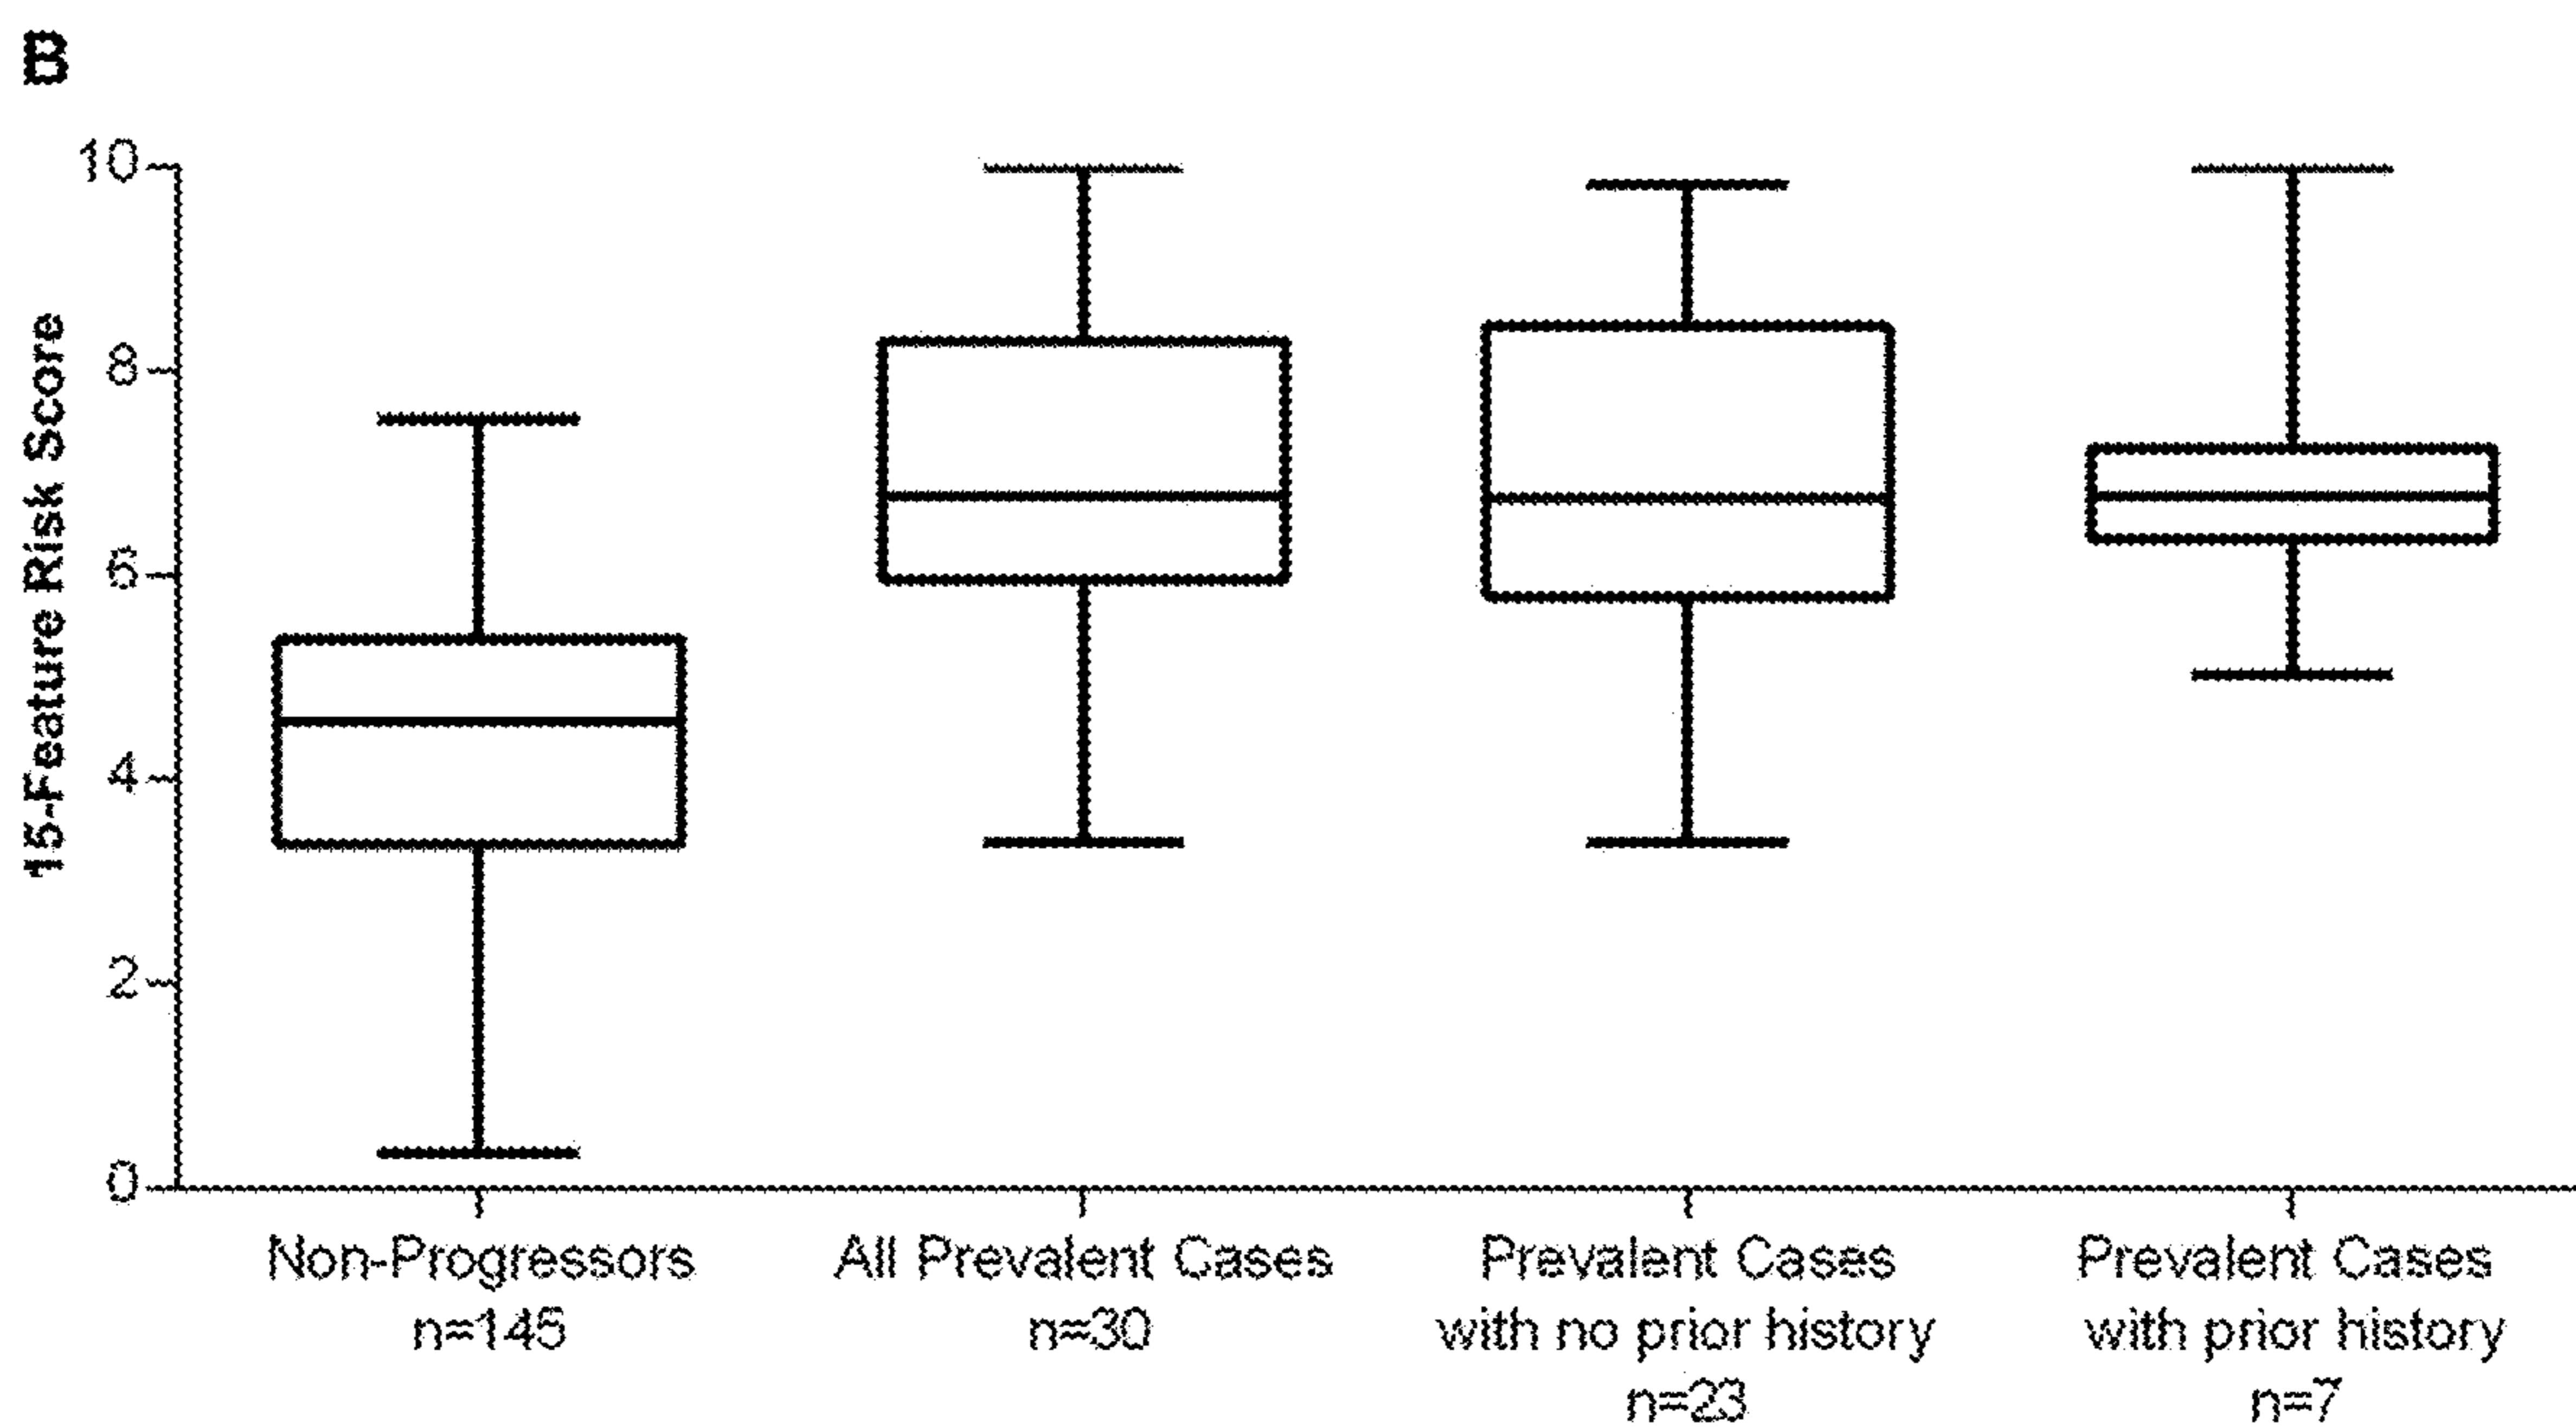 B
15-Feature Risk Score
10
8
6
4
2
0
Non-Progressors
n=145
All Prevalent Cases
n=30
Prevalent Cases
with no prior history
n=23
Prevalent Cases
with prior history
n=7